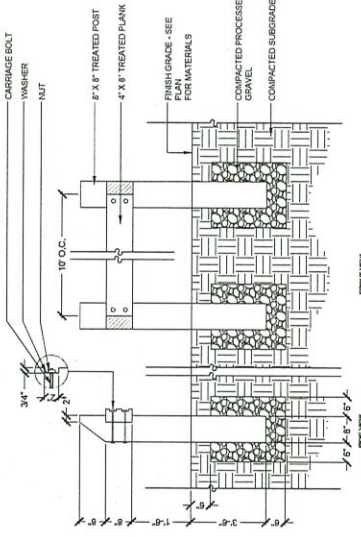 CARRIAGE BOLT
WASHER
NUT
8" X 8" TREATED POST
4" X 8" TREATED PLANK
FINISH GRADE - SEE
PLAN
FOR MATERIALS
COMPACTED PROCESSED
GRAVEL
COMPACTED SUBGRADE
10' O.C.
3/4"
2"
2"
8"
8"
1'-6"
6"
3'-6"
6"
6"
8"
6"